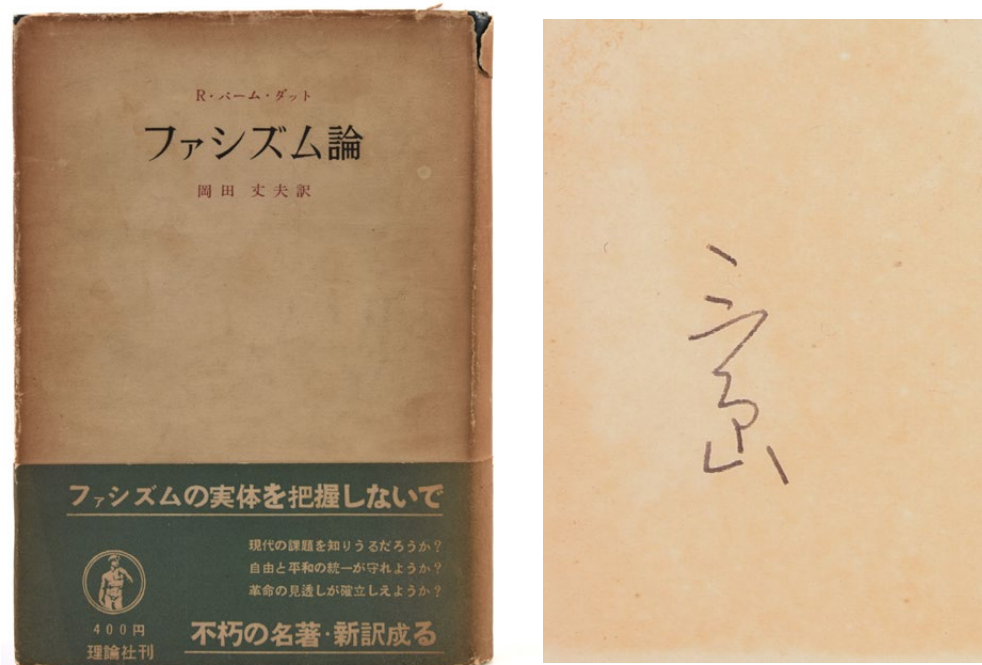 R・パーム・ダット
ファシズム論
岡田 丈夫訳
ファシズムの実体を把握しないで
現代の課題を知りうるだろうか？
自由と平和の統一が守れようか？
革命の見透しが確立しえようか？
不朽の名著・新訳成る
400円
理論社刊